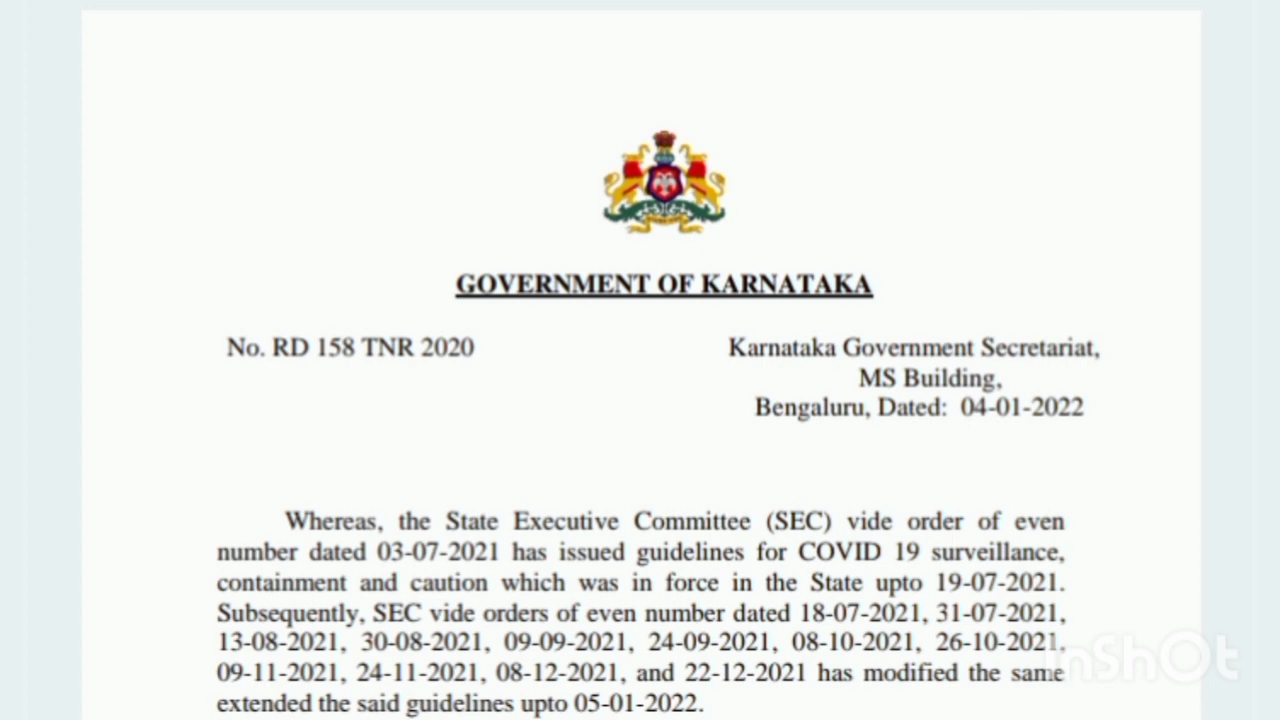 GOVERNMENT OF KARNATAKA
No. RD 158 TNR 2020
Karnataka Government Secretariat,
MS Building,
Bengaluru, Dated: 04-01-2022
Whereas, the State Executive Committee (SEC) vide order of even
number dated 03-07-2021 has issued guidelines for COVID 19 surveillance,
containment and caution which was in force in the State upto 19-07-2021.
Subsequently, SEC vide orders of even number dated 18-07-2021, 31-07-2021,
13-08-2021, 30-08-2021, 09-09-2021, 24-09-2021, 08-10-2021, 26-10-2021,
09-11-2021, 24-11-2021, 08-12-2021, and 22-12-2021 has modified the same
extended the said guidelines upto 05-01-2022.
InShOt